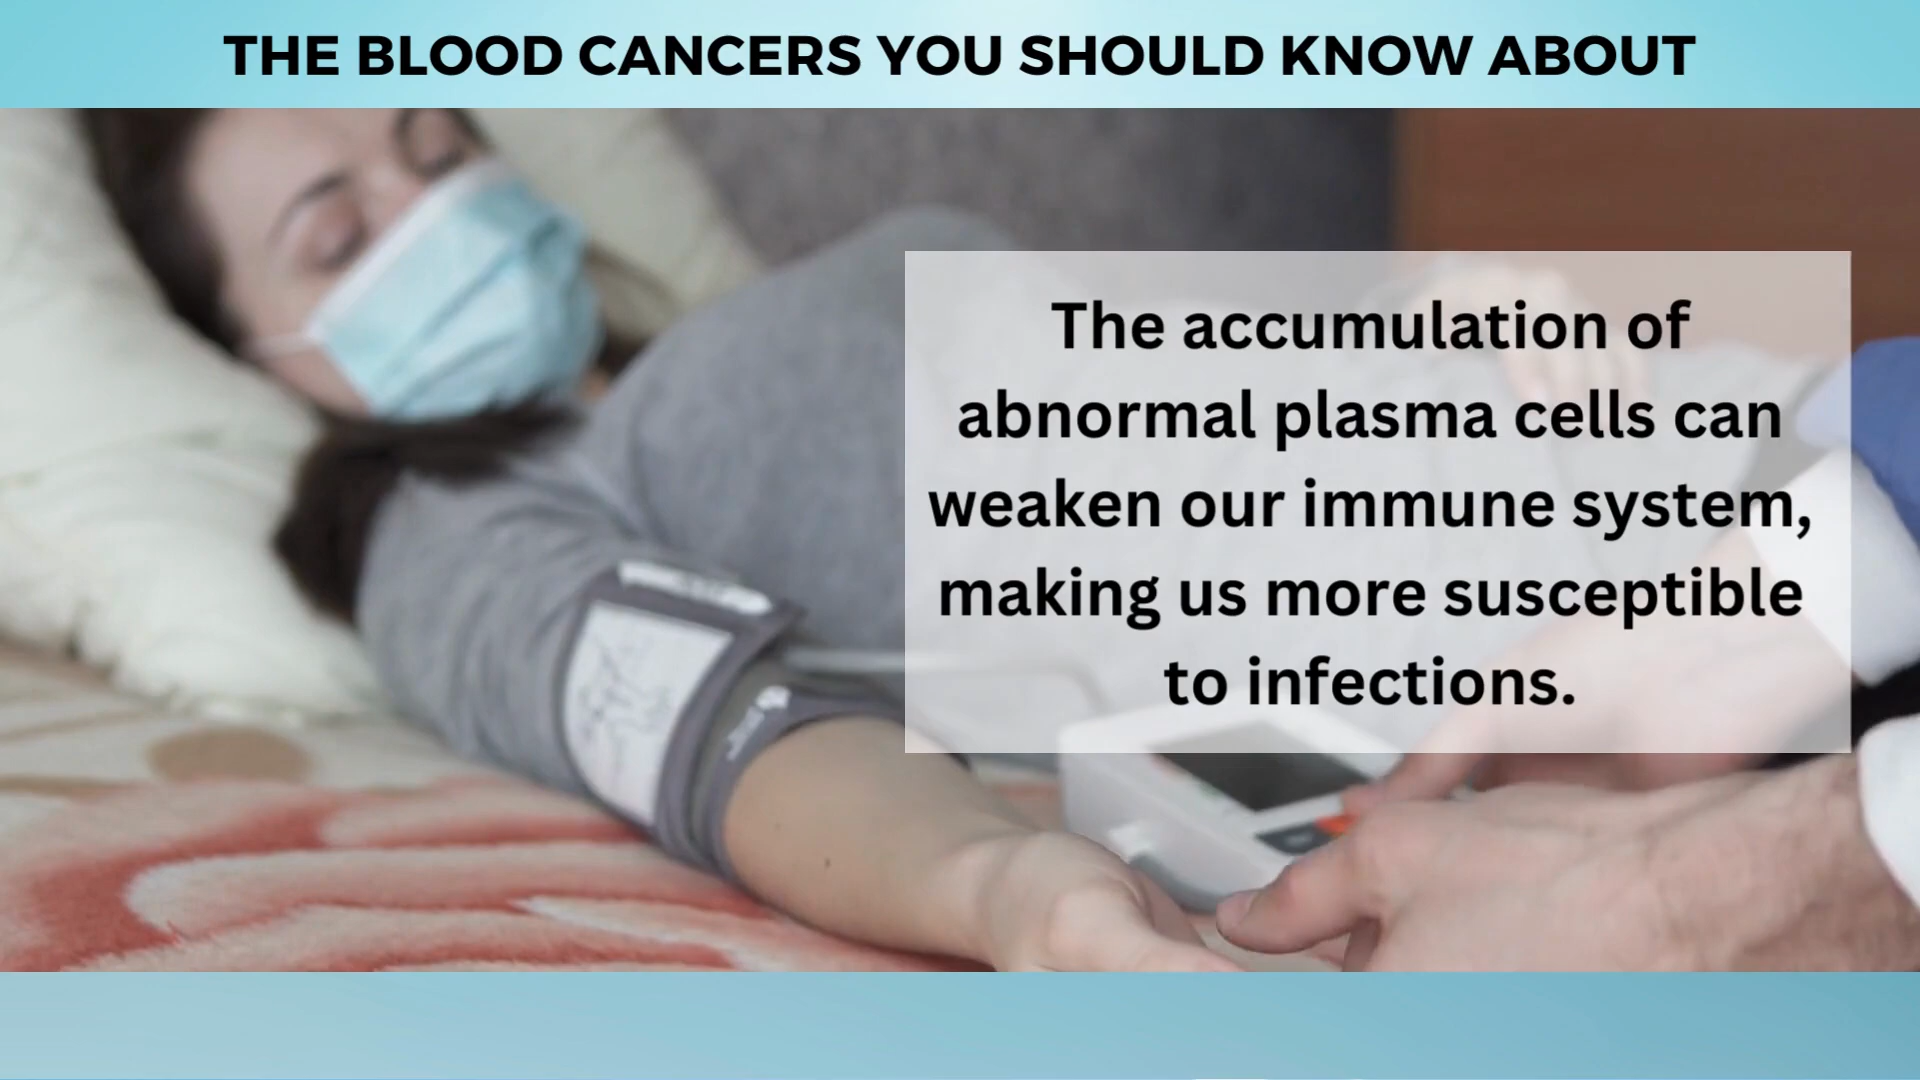 THE BLOOD CANCERS YOU SHOULD KNOW ABOUT
The accumulation of
abnormal plasma cells can
weaken our immune system,
making us more susceptible
to infections.